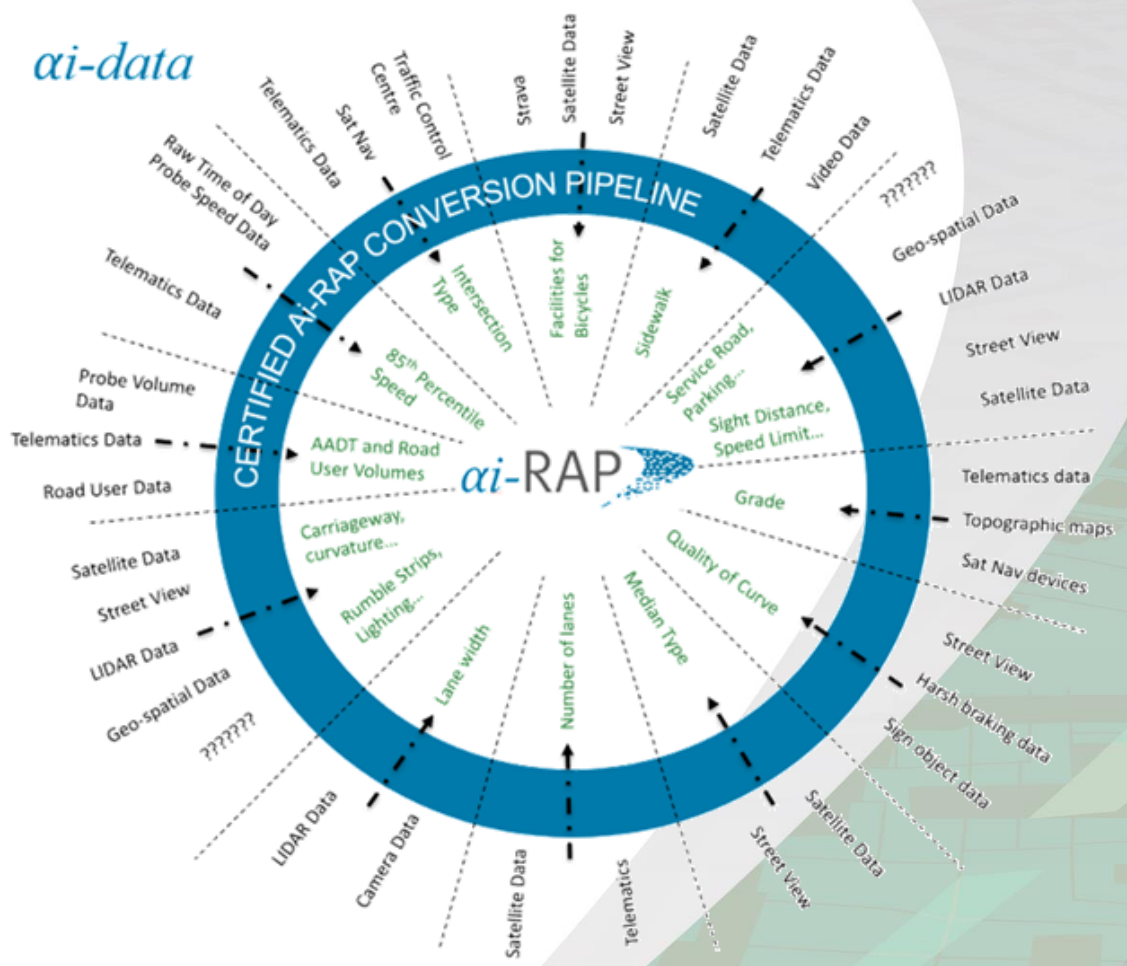 αi-data
Strava
Satellite Data
Street View
Satellite Data
Telematics Data
Video Data
???????
Geo-spatial Data
LIDAR Data
Street View
Satellite Data
Telematics data
Topographic maps
Sat Nav devices
Street View
Harsh braking data
Sign object data
Satellite Data
Street View
Telematics
Satellite Data
Camera Data
LIDAR Data
???????
Geo-spatial Data
LIDAR Data
Street View
Satellite Data
Road User Data
Telematics Data
Probe Volume
Data
Telematics Data
Raw Time of Day
Probe Speed Data
Telematics Data
Sat Nav
Traffic Control
Centre
CERTIFIED Ai-RAP CONVERSION PIPELINE
Facilities for
Bicycles
Sidewalk
Service Road,
Parking...
Sight Distance,
Speed Limit...
Grade
Quality of Curve
Median Type
Number of lanes
Lane width
Rumble Strips,
Lighting...
Carriageway,
curvature...
AADT and Road
User Volumes
85th Percentile
Speed
Intersection
Type
αi-RAP